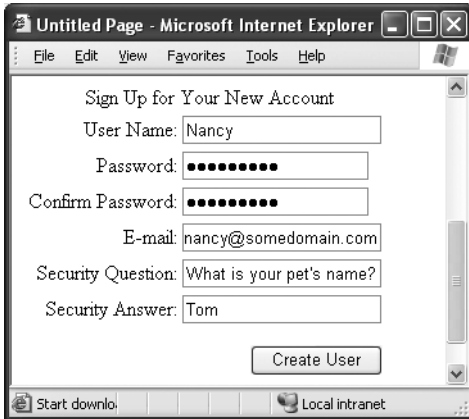 Untitled Page - Microsoft Internet Explorer
File Edit View Favorites Tools Help
Sign Up for Your New Account
User Name: Nancy
Password: ●●●●●●●●●
Confirm Password: ●●●●●●●●●
E-mail: nancy@somedomain.com
Security Question: What is your pet's name?
Security Answer: Tom
Create User
Start downlo. Local intranet